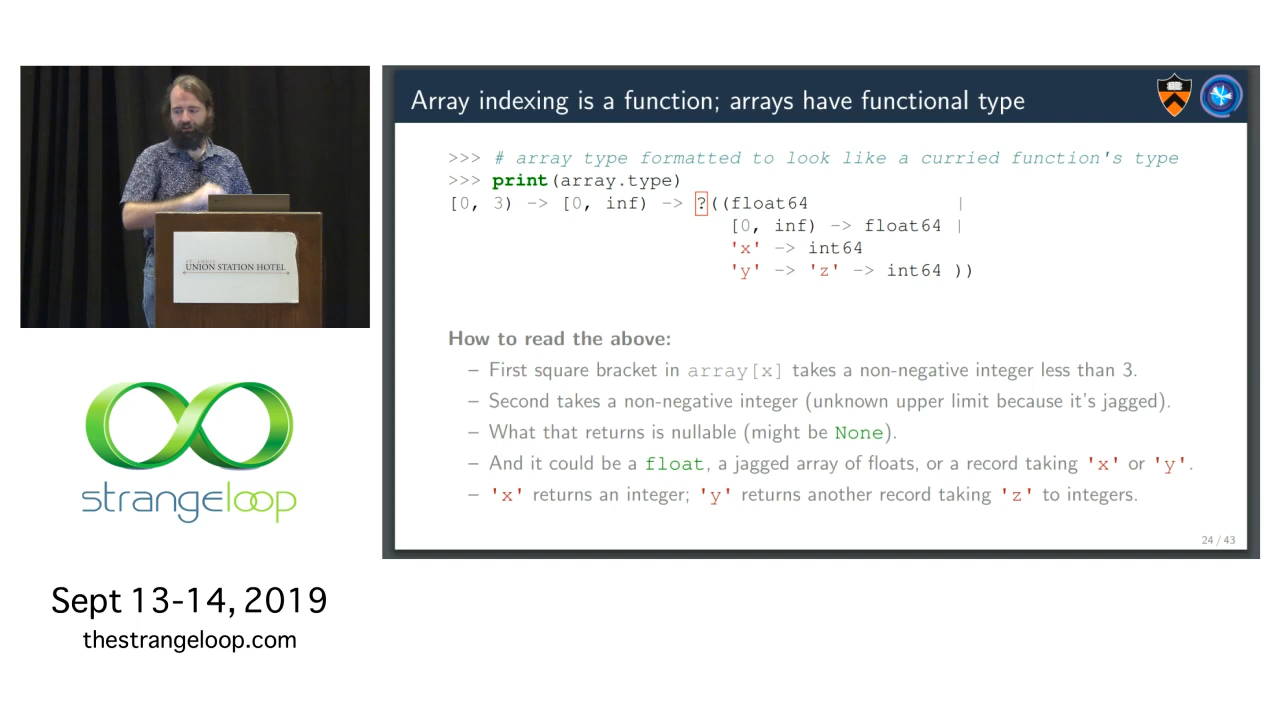 Array indexing is a function; arrays have functional type
>>> # array type formatted to look like a curried function's type
>>> print(array.type)
[0, 3) -> [0, inf) -> ?((float64 |
[0, inf) -> float64 |
'x' -> int64
'y' -> 'z' -> int64 ))
How to read the above:
– First square bracket in array[x] takes a non-negative integer less than 3.
– Second takes a non-negative integer (unknown upper limit because it's jagged).
– What that returns is nullable (might be None).
– And it could be a float, a jagged array of floats, or a record taking 'x' or 'y'.
– 'x' returns an integer; 'y' returns another record taking 'z' to integers.
24 / 43
ST. LOUIS
UNION STATION HOTEL
strangeloop
Sept 13-14, 2019
thestrangeloop.com